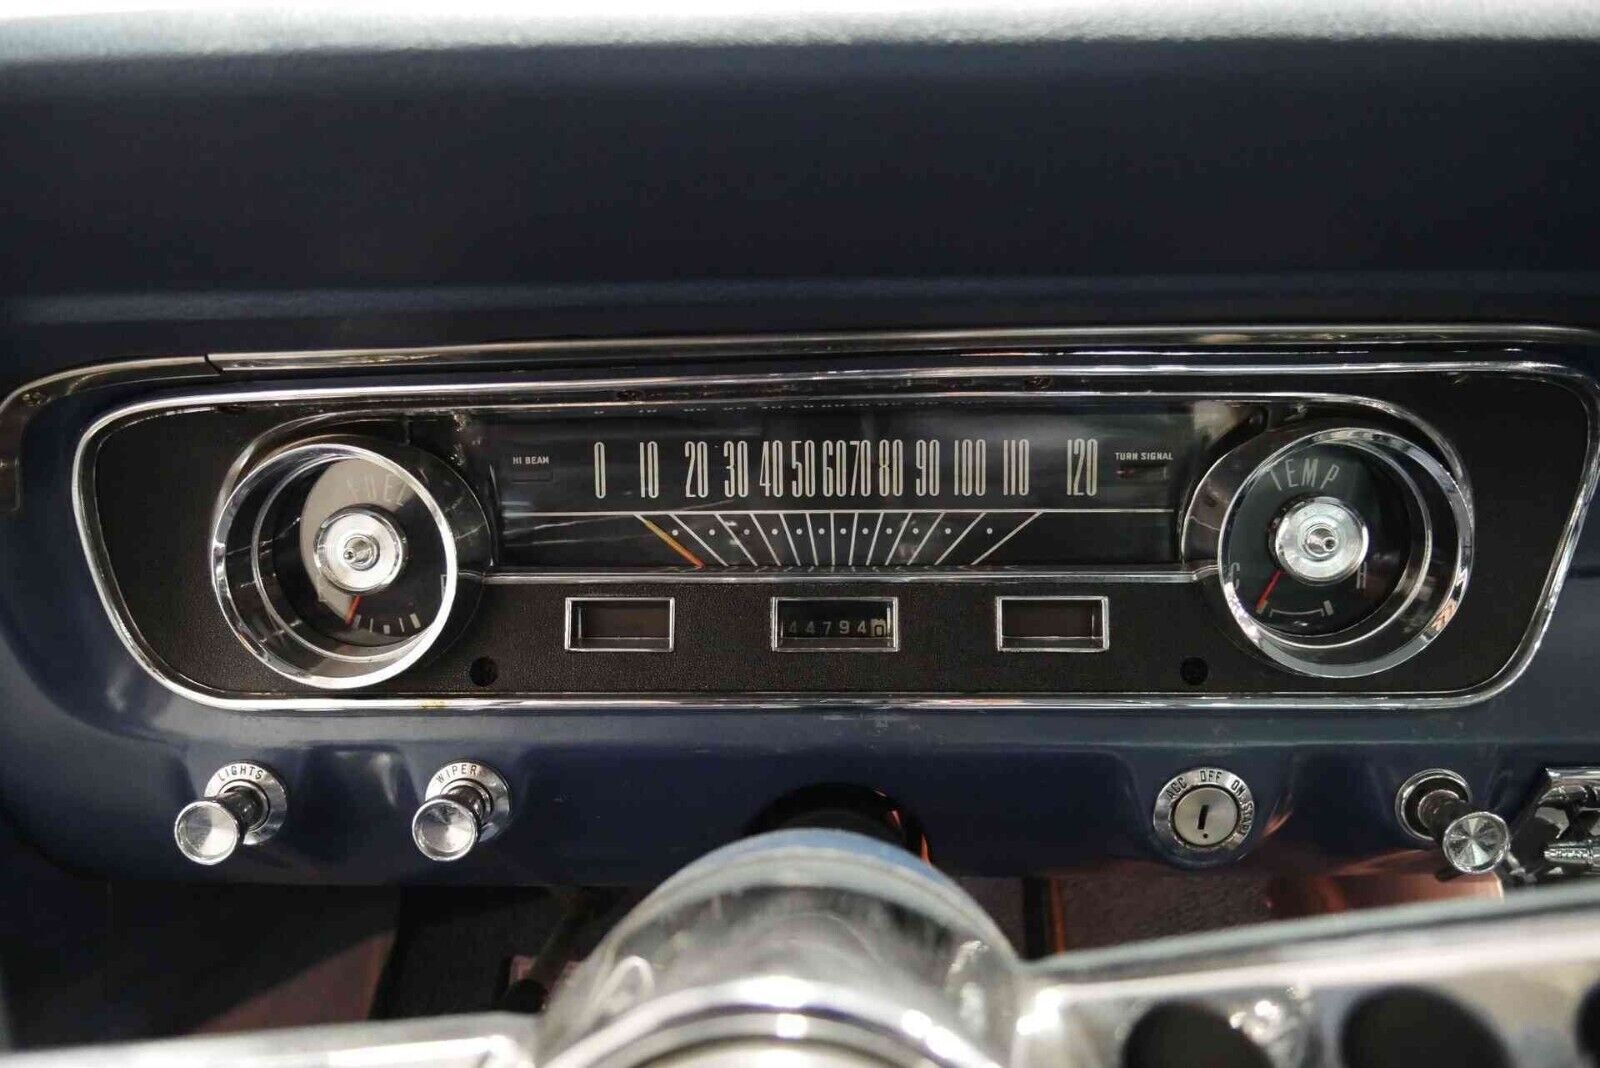 FUEL
HI BEAM
0 10 20 30 40 50 60 70 80 90 100 110 120
TURN SIGNAL
TEMP
C H
44794 0
LIGHTS
WIPER
ACC OFF ON START